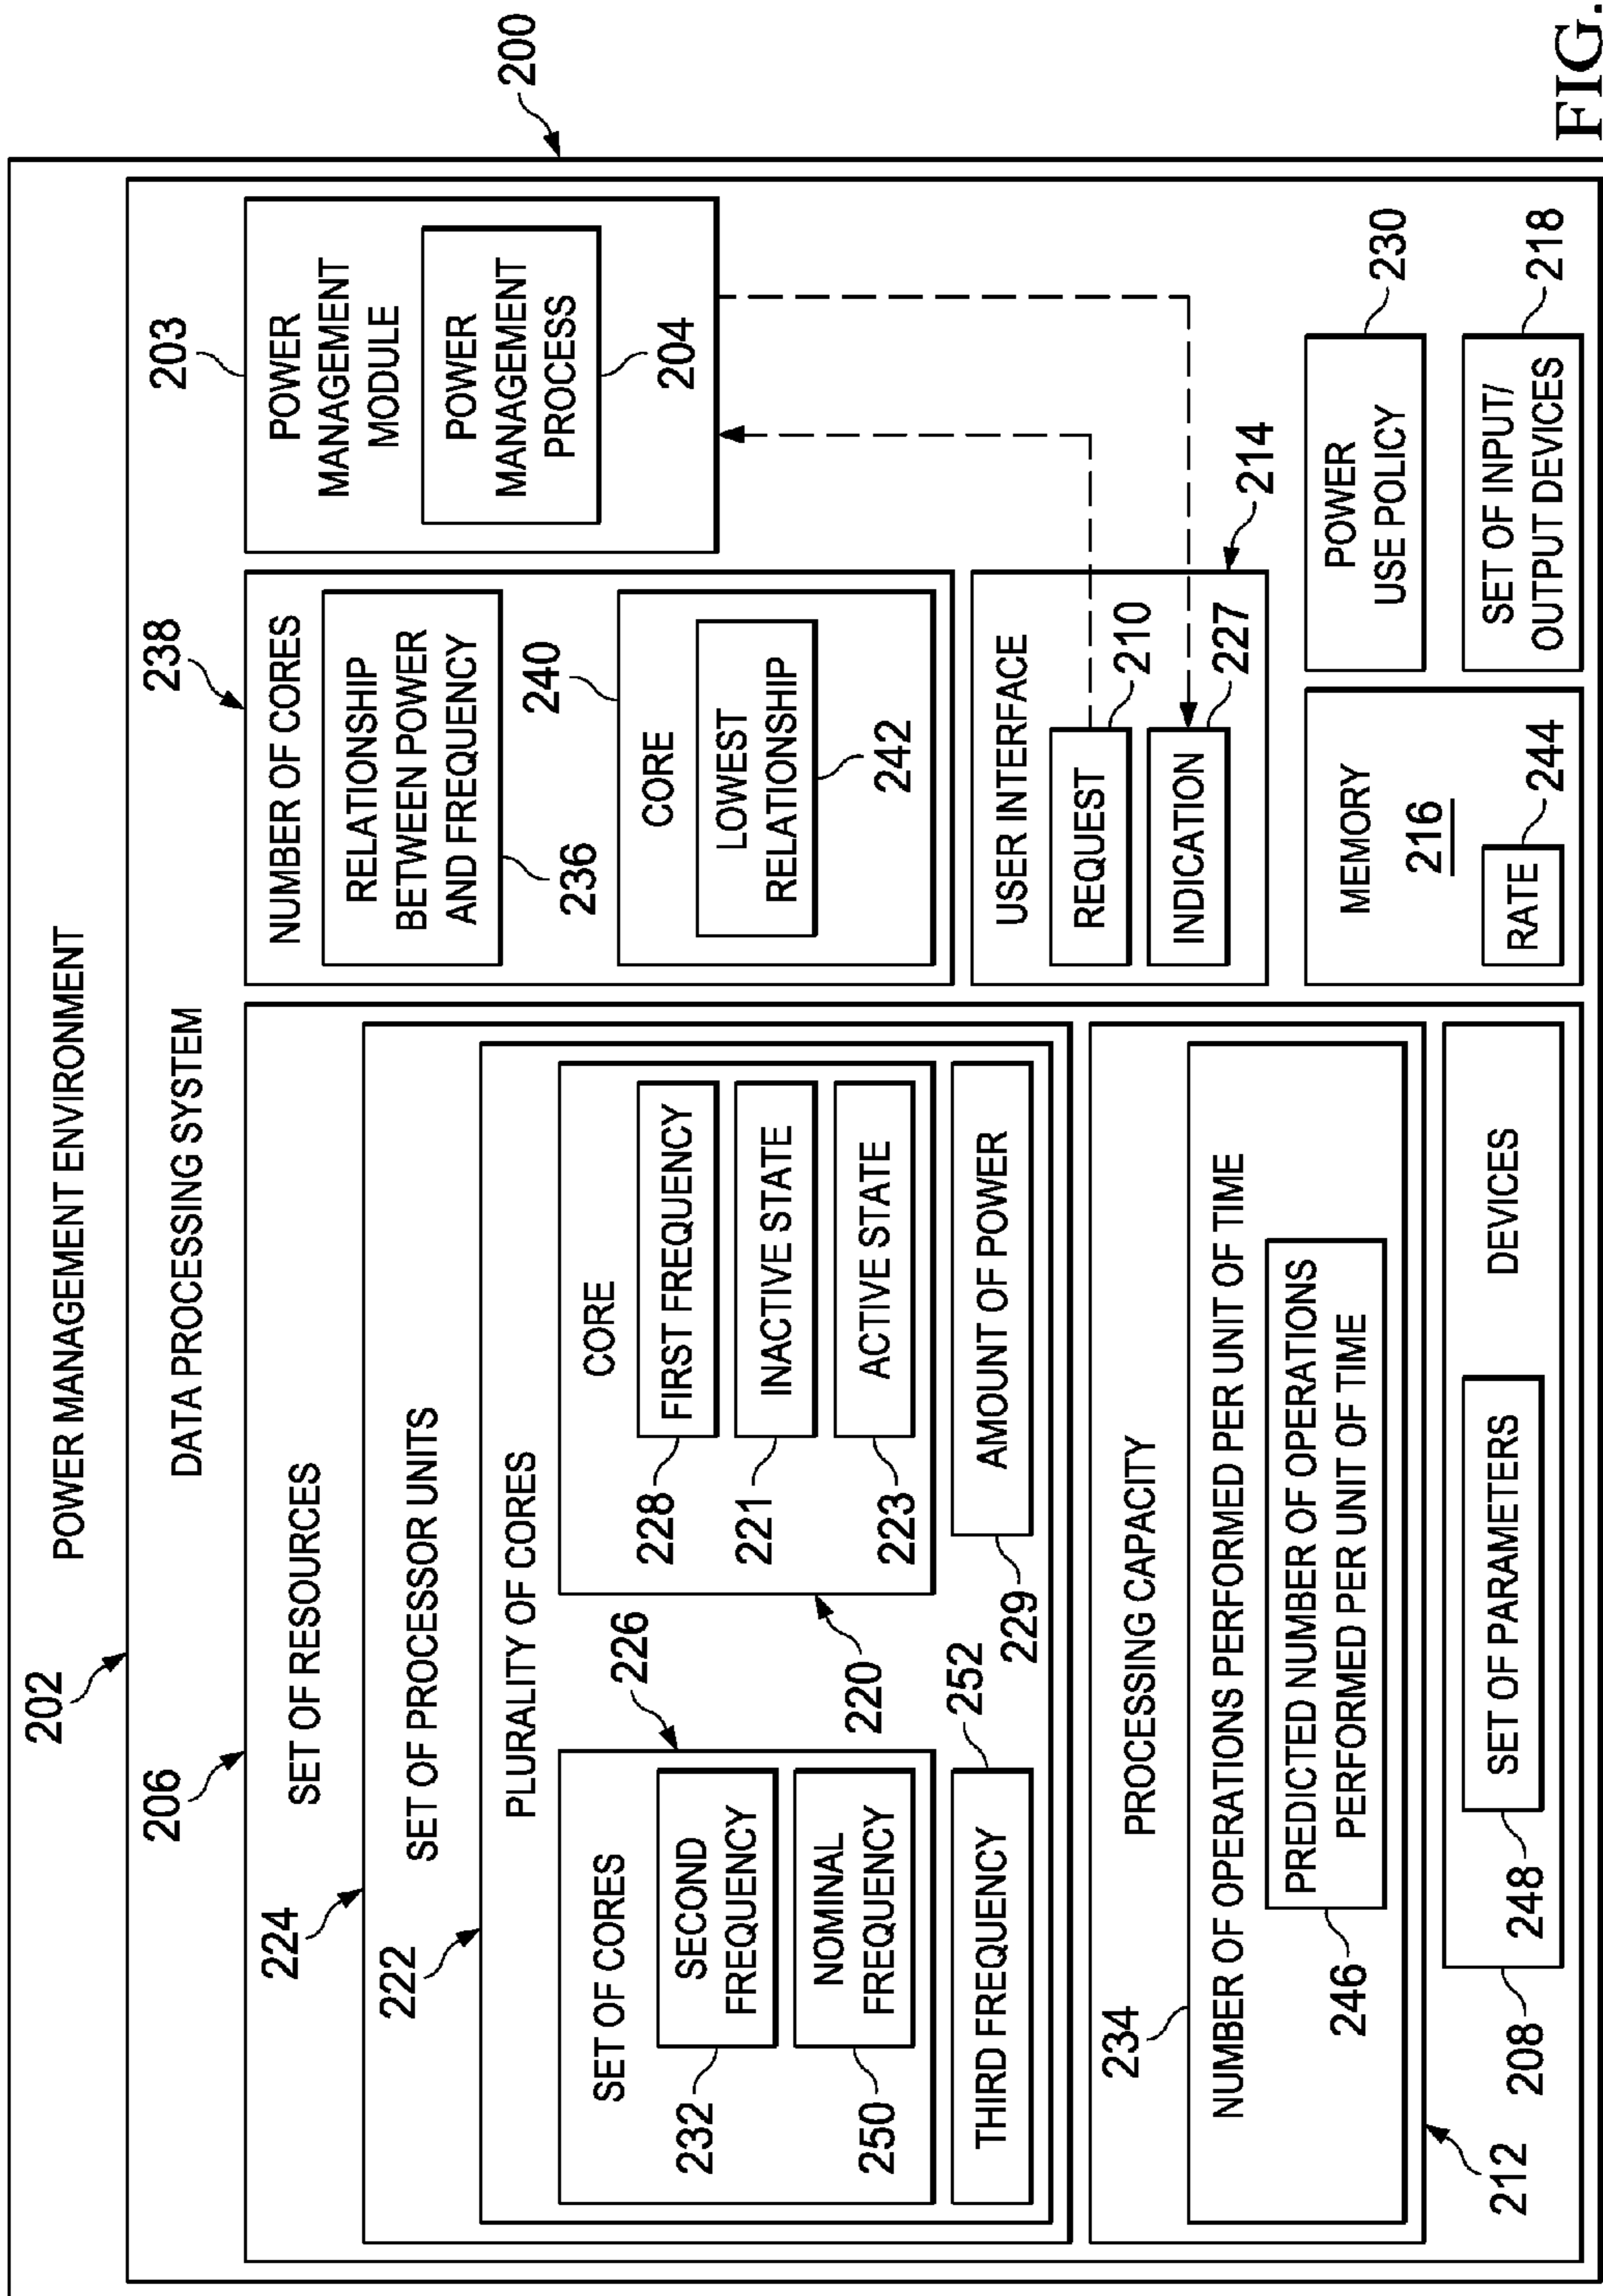 POWER MANAGEMENT ENVIRONMENT
202
200
DATA PROCESSING SYSTEM
206
SET OF RESOURCES
224
SET OF PROCESSOR UNITS
222
PLURALITY OF CORES
SET OF CORES
226
232
SECOND
FREQUENCY
250
NOMINAL
FREQUENCY
CORE
220
228
FIRST FREQUENCY
221
INACTIVE STATE
223
ACTIVE STATE
THIRD FREQUENCY
252
229
AMOUNT OF POWER
PROCESSING CAPACITY
234
NUMBER OF OPERATIONS PERFORMED PER UNIT OF TIME
246
PREDICTED NUMBER OF OPERATIONS
PERFORMED PER UNIT OF TIME
212
208
DEVICES
248
SET OF PARAMETERS
238
NUMBER OF CORES
RELATIONSHIP
BETWEEN POWER
AND FREQUENCY
236
240
CORE
LOWEST
RELATIONSHIP
242
203
POWER
MANAGEMENT
MODULE
POWER
MANAGEMENT
PROCESS
204
USER INTERFACE
214
REQUEST
210
INDICATION
227
MEMORY
216
RATE
244
POWER
USE POLICY
230
SET OF INPUT/
OUTPUT DEVICES
218
FIG.